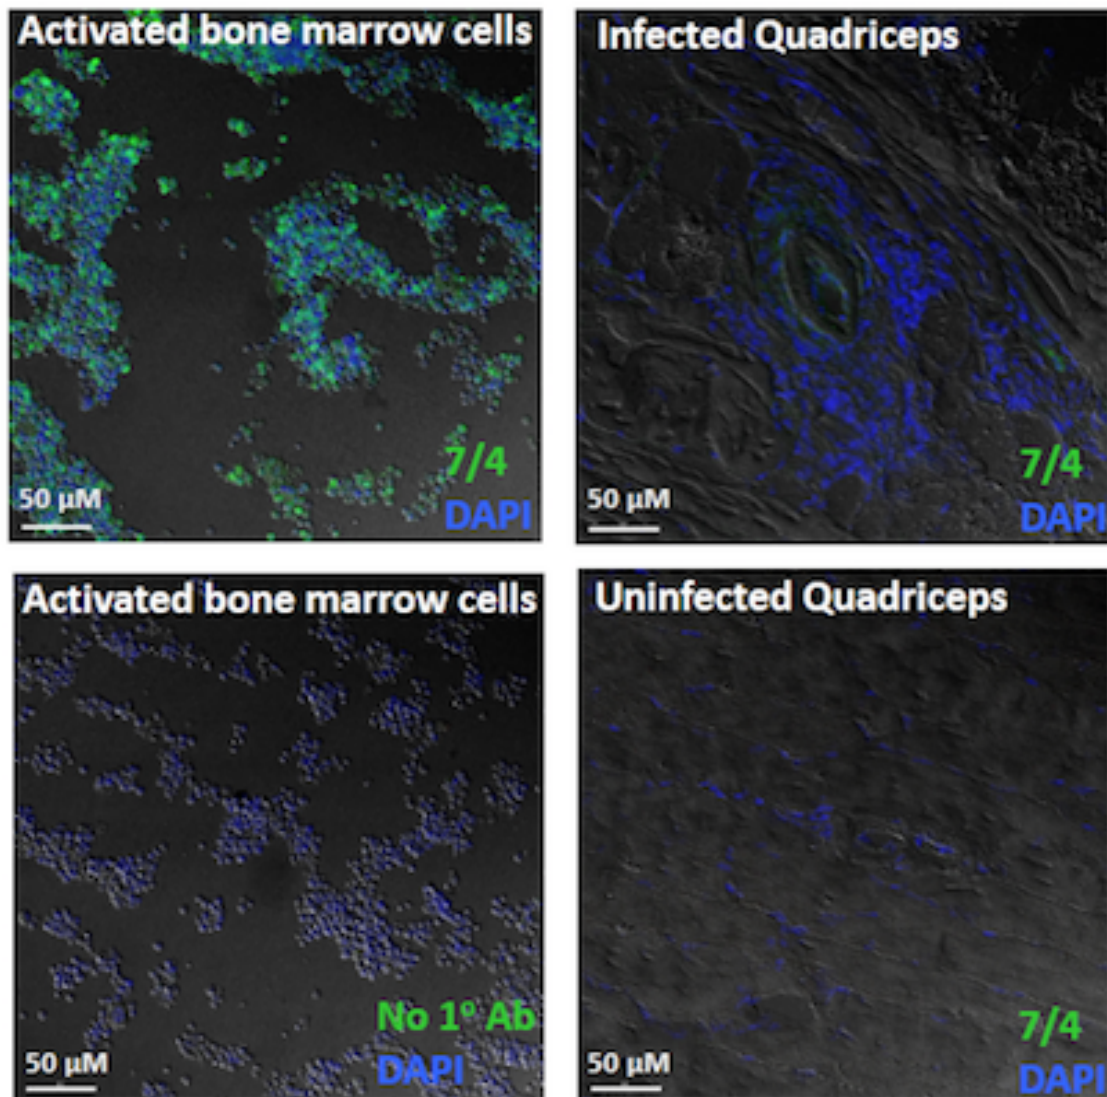 Activated bone marrow cells
7/4
50 µM
DAPI
Infected Quadriceps
7/4
50 µM
DAPI
Activated bone marrow cells
No 1º Ab
50 µM
DAPI
Uninfected Quadriceps
7/4
50 µM
DAPI